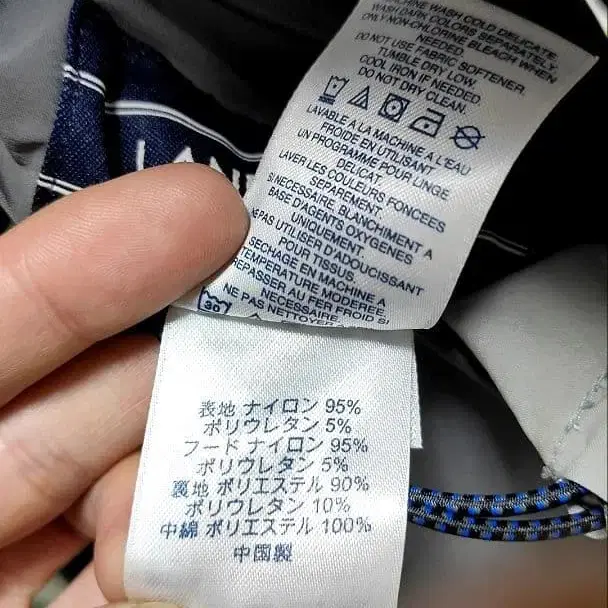 MACHINE WASH COLD DELICATE.
WASH DARK COLORS SEPARATELY.
ONLY NON-CHLORINE BLEACH WHEN
NEEDED.
DO NOT USE FABRIC SOFTENER.
TUMBLE DRY LOW.
COOL IRON IF NEEDED.
DO NOT DRY CLEAN.
LABLE A LA MACHINE A L'EAU
FROIDE EN UTILISANT
UN PROGRAMME POUR LINGE
DELICAT.
LAVER LES COULEURS FONCÉES
SEPAREMENT.
SI NECESSAIRE, BLANCHIMENT A
BASE D'AGENTS OXYGENES
UNIQUEMENT.
NE PAS UTILISER D'ADOUCISSANT
POUR TISSUS.
SECHAGE EN MACHINE A
TEMPERATURE MODEREE.
REPASSER AU FER FROID SI
NECESSAIRE.
NE PAS NETTOYER
30
LAN
表地 ナイロン 95%
ポリウレタン 5%
フード ナイロン 95%
ポリウレタン 5%
裏地 ポリエステル 90%
ポリウレタン 10%
中綿 ポリエステル 100%
中国製